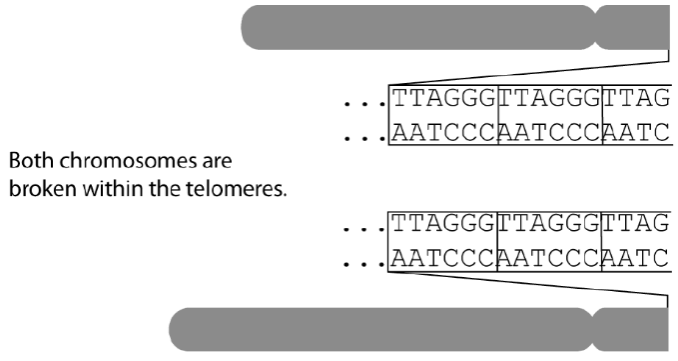 ...TTAGGGTTAGGGTTAG
...AATCCCAATCCCAATC
Both chromosomes are
broken within the telomeres.
...TTAGGGTTAGGGTTAG
...AATCCCAATCCCAATC